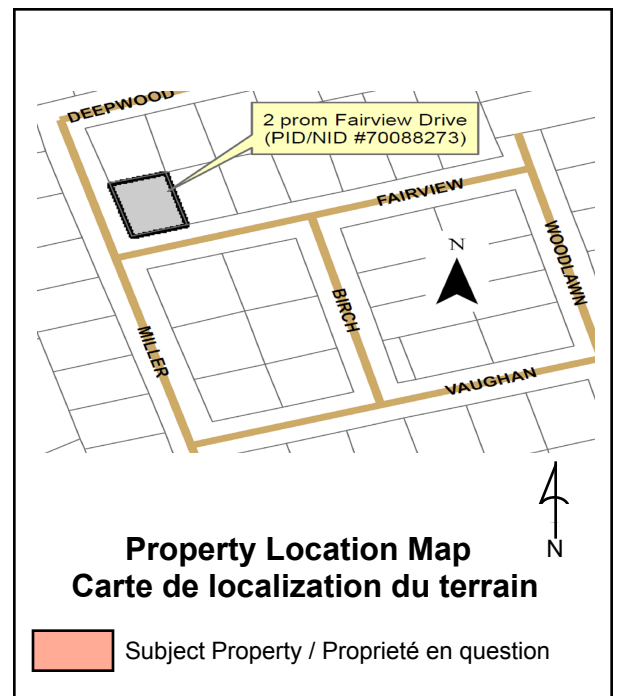 DEEPWOOD
2 prom Fairview Drive
(PID/NID #70088273)
FAIRVIEW
WOODLAWN
N
BIRCH
MILLER
VAUGHAN
N
Property Location Map
Carte de localization du terrain
Subject Property / Proprieté en question